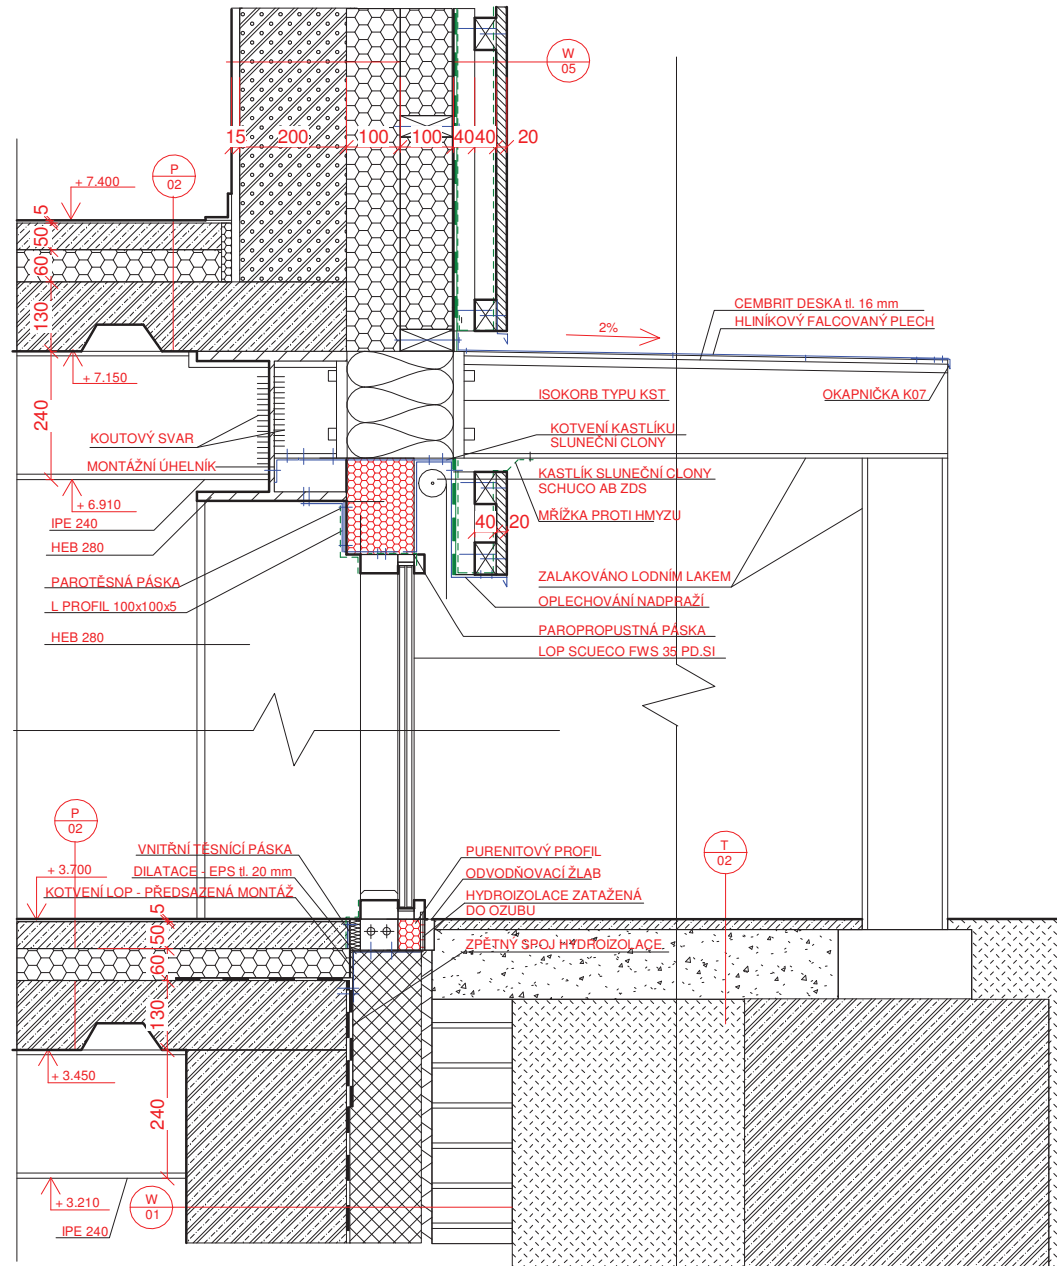 W
05
15
200
100
100
40
40
20
P
02
+ 7.400
5
50
60
130
CEMBRIT DESKA tl. 16 mm
HLINÍKOVÝ FALCOVANÝ PLECH
2%
+ 7.150
ISOKORB TYPU KST
OKAPNIČKA K07
240
KOTVENÍ KASTLÍKU
SLUNEČNÍ CLONY
KOUTOVÝ SVAR
MONTÁŽNÍ ÚHELNÍK
KASTLÍK SLUNEČNÍ CLONY
SCHUCO AB ZDS
+ 6.910
MŘÍŽKA PROTI HMYZU
40
20
IPE 240
HEB 280
PAROTĚSNÁ PÁSKA
ZALAKOVÁNO LODNÍM LAKEM
L PROFIL 100x100x5
OPLECHOVÁNÍ NADPRAŽÍ
HEB 280
PAROPROPUSTNÁ PÁSKA
LOP SCUECO FWS 35 PD.SI
P
02
T
02
VNITŘNÍ TĚSNÍCÍ PÁSKA
PURENITOVÝ PROFIL
+ 3.700
DILATACE - EPS tl. 20 mm
ODVODŇOVACÍ ŽLAB
KOTVENÍ LOP - PŘEDSAZENÁ MONTÁŽ
HYDROIZOLACE ZATAŽENÁ
DO OZUBU
5
50
60
130
ZPĚTNÝ SPOJ HYDROIZOLACE
+ 3.450
240
+ 3.210
W
01
IPE 240